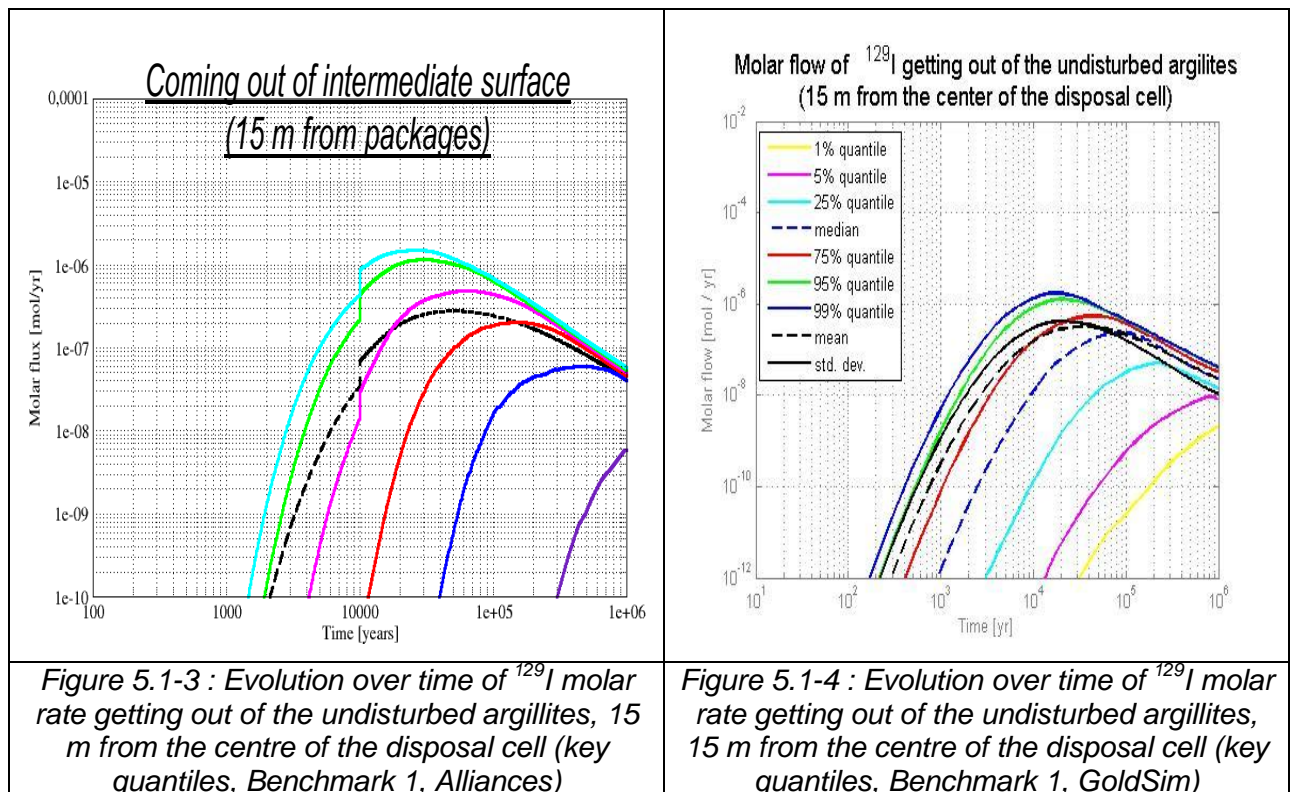 Coming out of intermediate surface
(15 m from packages)
0,0001
1e-05
1e-06
1e-07
1e-08
1e-09
1e-10
Molar flux [mol/yr]
100
1000
10000
1e+05
1e+06
Time [years]
Molar flow of ¹²⁹I getting out of the undisturbed argilites
(15 m from the center of the disposal cell)
10⁻²
10⁻⁴
10⁻⁶
10⁻⁸
10⁻¹⁰
10⁻¹²
Molar flow [mol / yr]
1% quantile
5% quantile
25% quantile
median
75% quantile
95% quantile
99% quantile
mean
std. dev.
10¹
10²
10³
10⁴
10⁵
10⁶
Time [yr]
Figure 5.1-3 : Evolution over time of ¹²⁹I molar
rate getting out of the undisturbed argillites, 15
m from the centre of the disposal cell (key
quantiles, Benchmark 1, Alliances)
Figure 5.1-4 : Evolution over time of ¹²⁹I molar
rate getting out of the undisturbed argillites,
15 m from the centre of the disposal cell (key
quantiles, Benchmark 1, GoldSim)